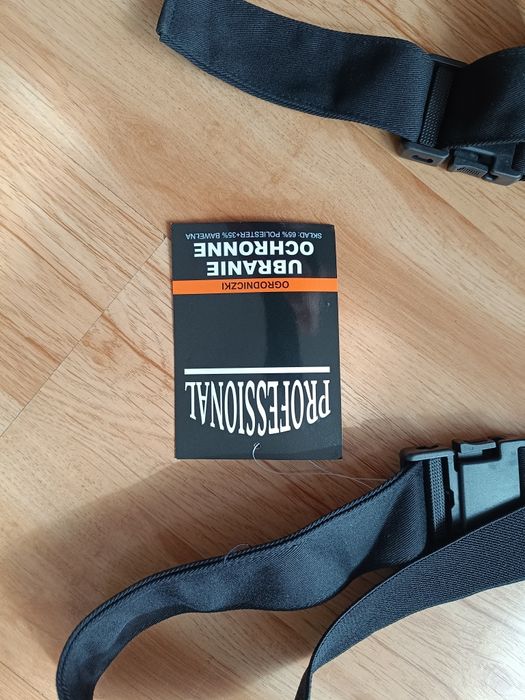 PROFESSIONAL
OGRODNICZKI
UBRANIE
OCHRONNE
SKŁAD: 65% POLIESTER+35% BAWEŁNA